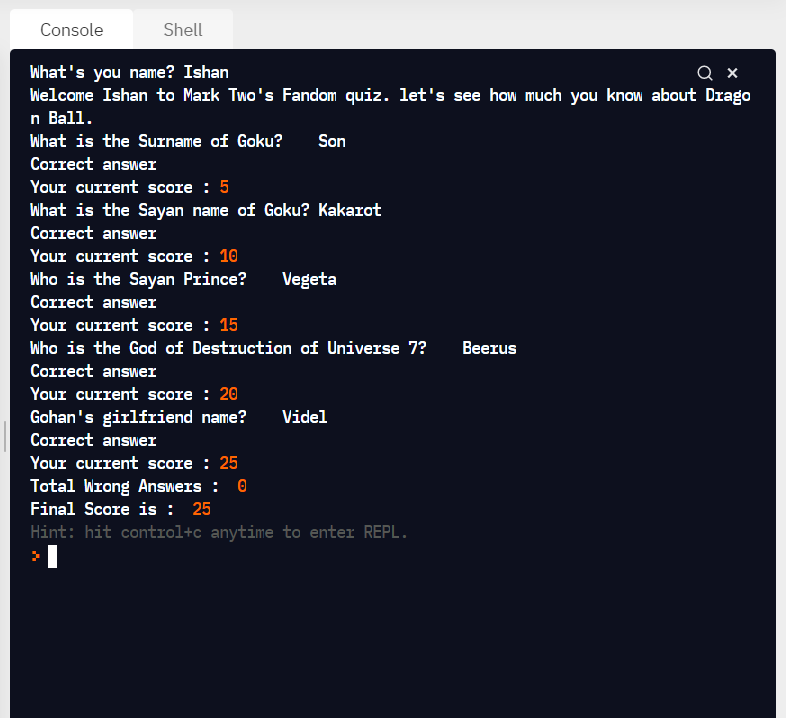 Console
Shell
What's you name? Ishan
Welcome Ishan to Mark Two's Fandom quiz. let's see how much you know about Drago
n Ball.
What is the Surname of Goku?    Son
Correct answer
Your current score : 5
What is the Sayan name of Goku? Kakarot
Correct answer
Your current score : 10
Who is the Sayan Prince?    Vegeta
Correct answer
Your current score : 15
Who is the God of Destruction of Universe 7?    Beerus
Correct answer
Your current score : 20
Gohan's girlfriend name?    Videl
Correct answer
Your current score : 25
Total Wrong Answers :  0
Final Score is :  25
Hint: hit control+c anytime to enter REPL.
>